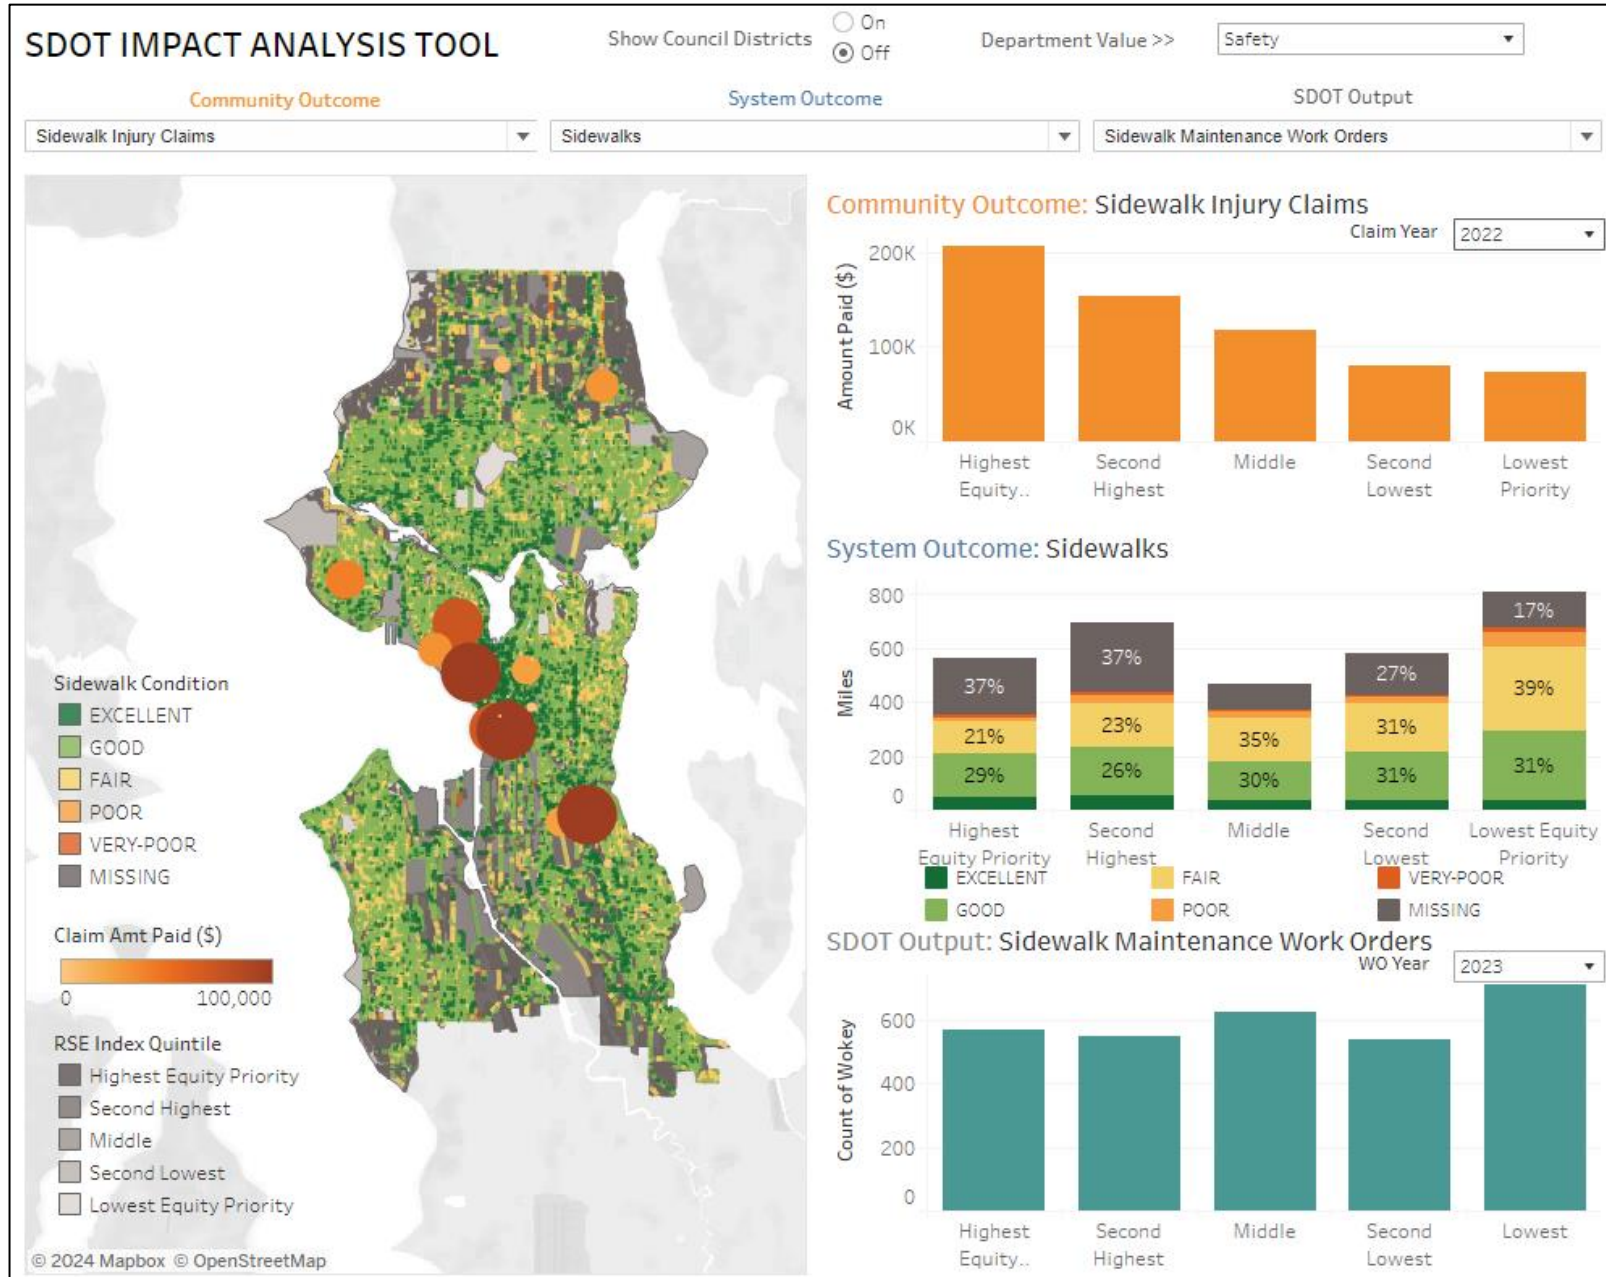 SDOT IMPACT ANALYSIS TOOL
Show Council Districts
On
Off
Department Value >>
Safety
Community Outcome
System Outcome
SDOT Output
Sidewalk Injury Claims
Sidewalks
Sidewalk Maintenance Work Orders
Sidewalk Condition
EXCELLENT
GOOD
FAIR
POOR
VERY-POOR
MISSING
Claim Amt Paid ($)
0
100,000
RSE Index Quintile
Highest Equity Priority
Second Highest
Middle
Second Lowest
Lowest Equity Priority
© 2024 Mapbox © OpenStreetMap
Community Outcome: Sidewalk Injury Claims
Claim Year
2022
Amount Paid ($)
200K
100K
0K
Highest
Equity..
Second
Highest
Middle
Second
Lowest
Lowest
Priority
System Outcome: Sidewalks
Miles
800
600
400
200
0
37%
21%
29%
37%
23%
26%
35%
30%
27%
31%
31%
17%
39%
31%
Highest
Equity Priority
Second
Highest
Middle
Second
Lowest
Lowest Equity
Priority
EXCELLENT
FAIR
VERY-POOR
GOOD
POOR
MISSING
SDOT Output: Sidewalk Maintenance Work Orders
WO Year
2023
Count of Wokey
600
400
200
0
Highest
Equity..
Second
Highest
Middle
Second
Lowest
Lowest